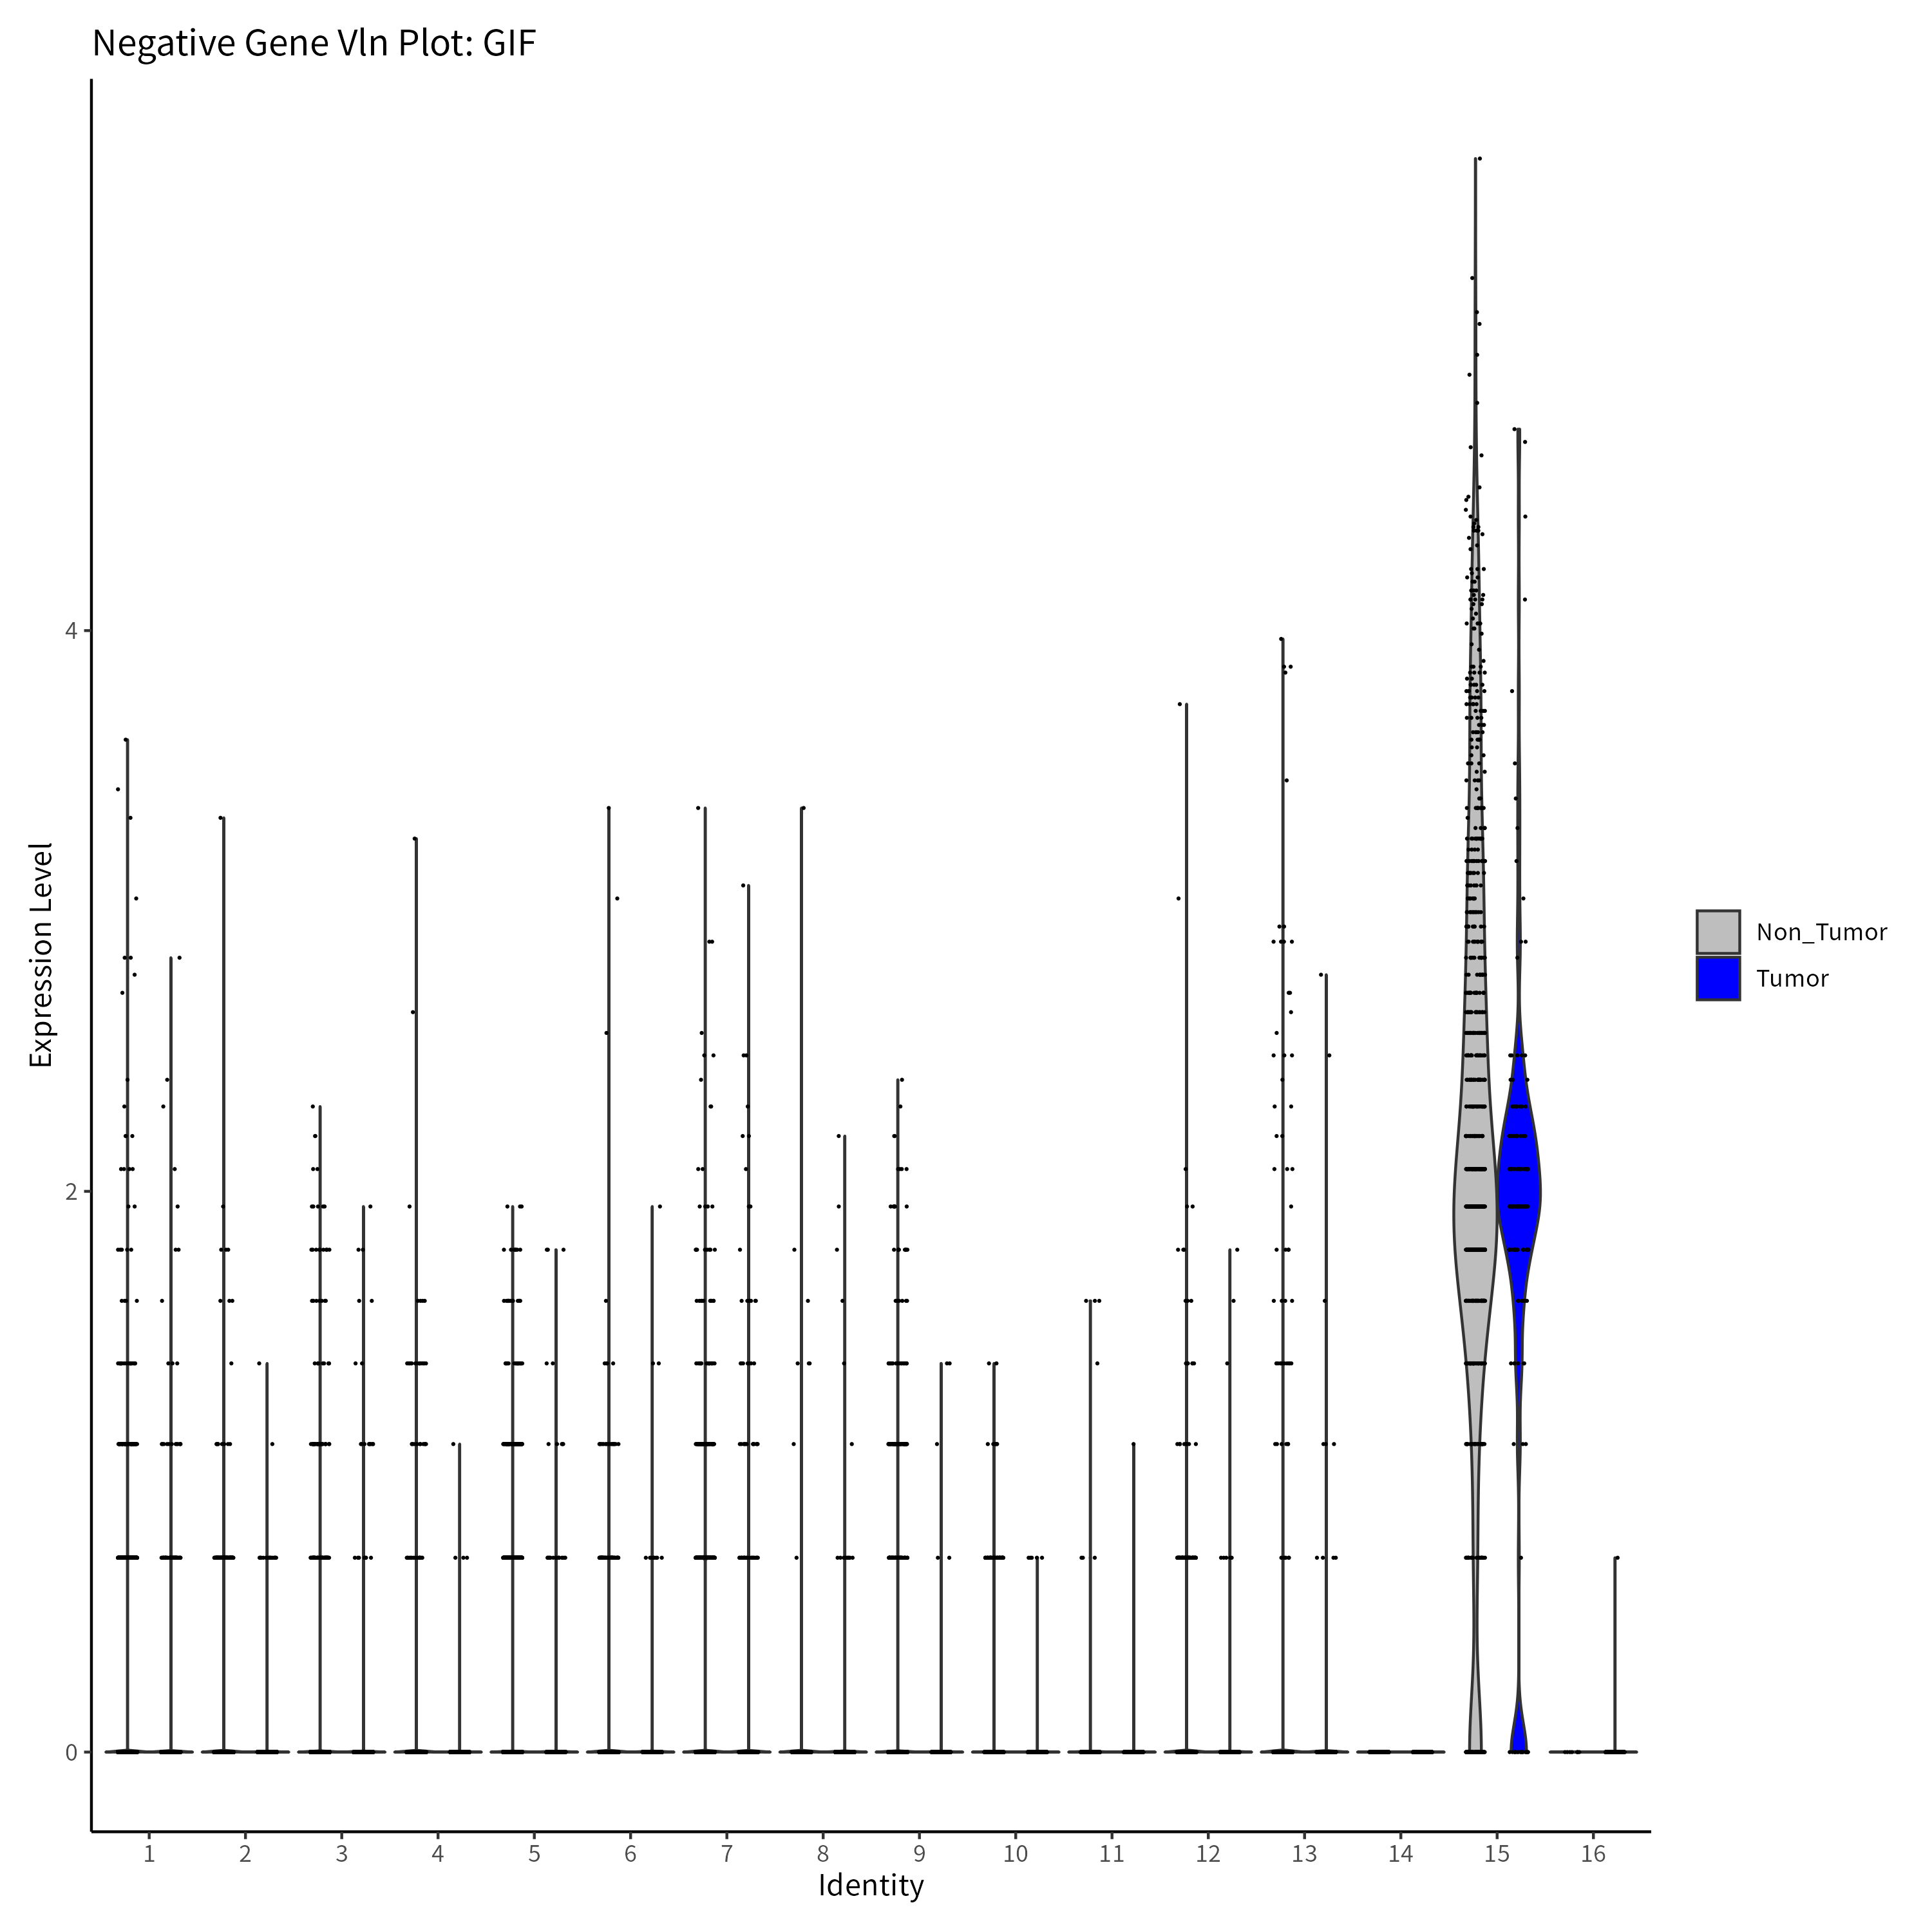 Negative Gene Vln Plot: GIF
Expression Level
4
2
0
1 2 3 4 5 6 7 8 9 10 11 12 13 14 15 16
Identity
Non_Tumor
Tumor